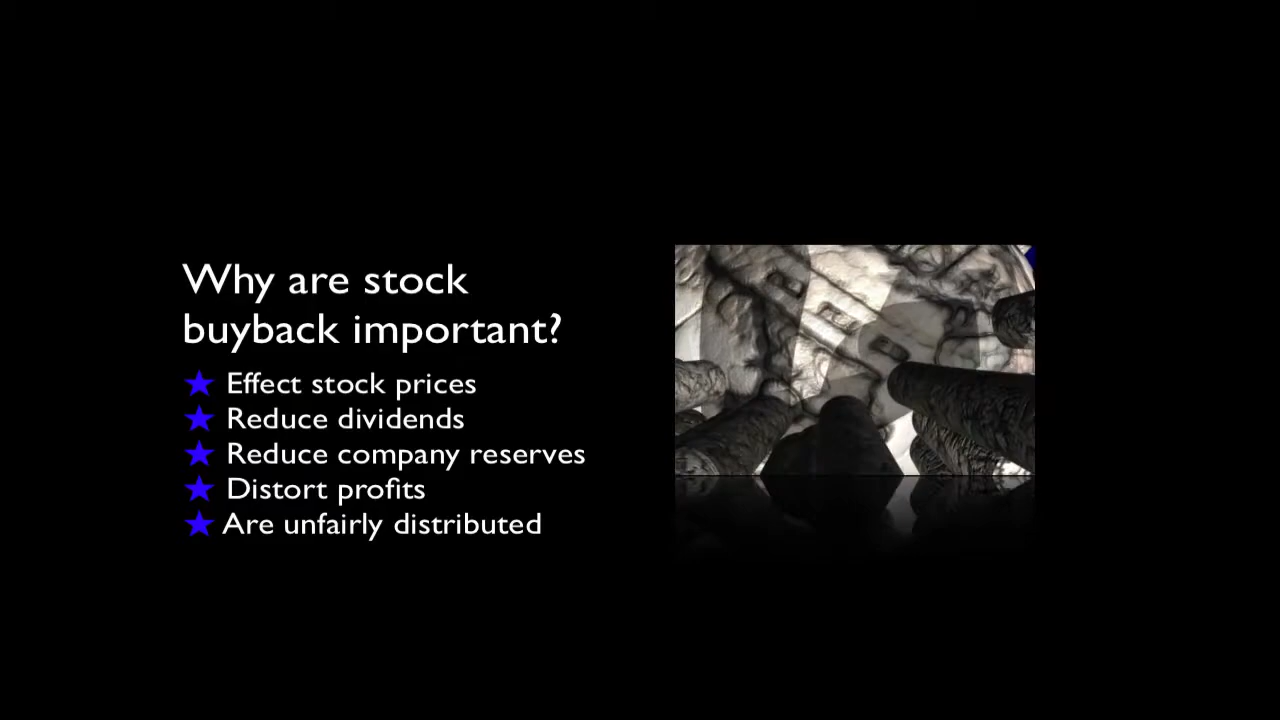 Why are stock
buyback important?
Effect stock prices
Reduce dividends
Reduce company reserves
Distort profits
Are unfairly distributed